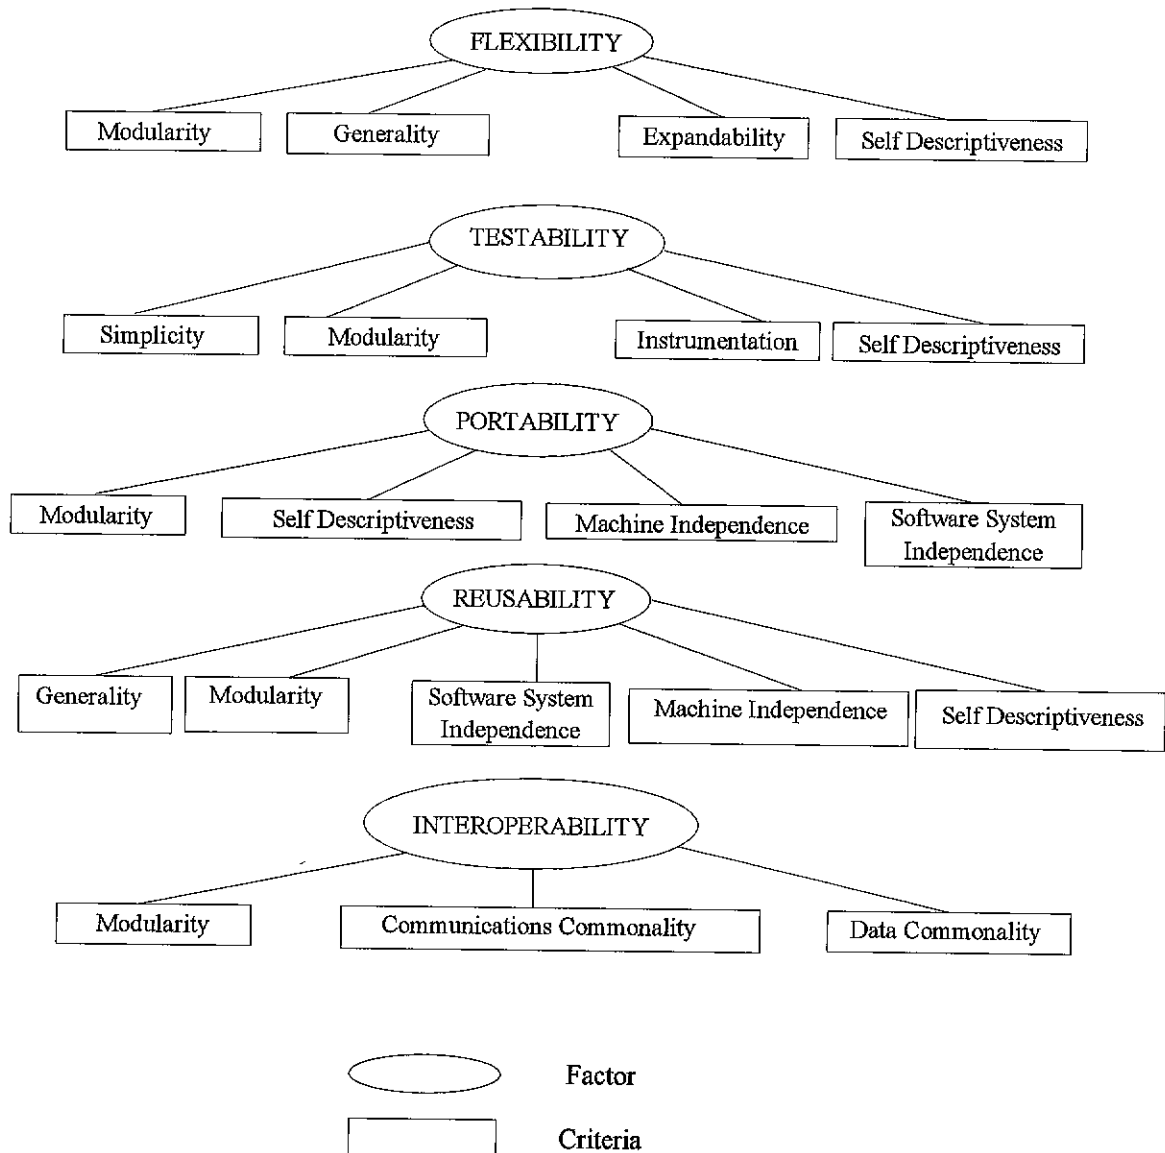 FLEXIBILITY
Modularity
Generality
Expandability
Self Descriptiveness
TESTABILITY
Simplicity
Modularity
Instrumentation
Self Descriptiveness
PORTABILITY
Modularity
Self Descriptiveness
Machine Independence
Software System
Independence
REUSABILITY
Generality
Modularity
Software System
Independence
Machine Independence
Self Descriptiveness
INTEROPERABILITY
Modularity
Communications Commonality
Data Commonality
Factor
Criteria